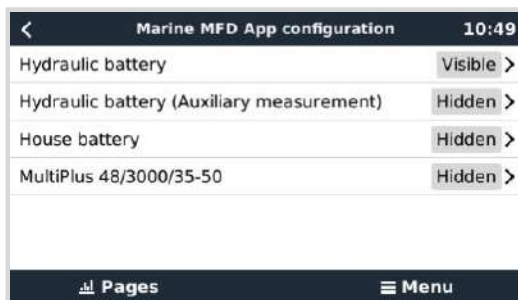 Marine MFD App configuration 10:49
Hydraulic battery Visible
Hydraulic battery (Auxiliary measurement) Hidden
House battery Hidden
MultiPlus 48/3000/35-50 Hidden
Pages Menu